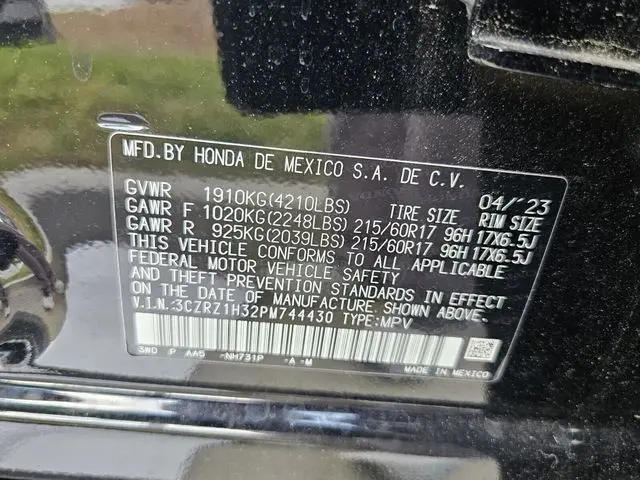 MFD.BY HONDA DE MEXICO S.A. DE C.V.
04/'23
GVWR 1910KG(4210LBS) TIRE SIZE RIM SIZE
GAWR F 1020KG(2248LBS) 215/60R17 96H 17X6.5J
GAWR R 925KG(2039LBS) 215/60R17 96H 17X6.5J
THIS VEHICLE CONFORMS TO ALL APPLICABLE
FEDERAL MOTOR VEHICLE SAFETY
AND THEFT PREVENTION STANDARDS IN EFFECT
ON THE DATE OF MANUFACTURE SHOWN ABOVE.
V.I.N.:3CZRZ1H32PM744430 TYPE:MPV
3W0 P AA5 -NH731P -A-M
MADE IN MEXICO